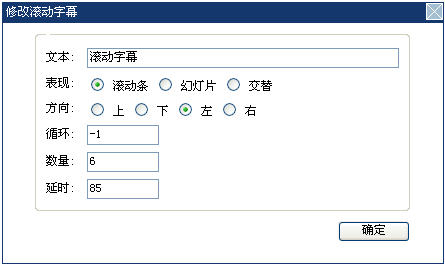 修改滚动字幕
文本: 滚动字幕
表现: 滚动条 幻灯片 交替
方向: 上 下 左 右
循环: -1
数量: 6
延时: 85
确定